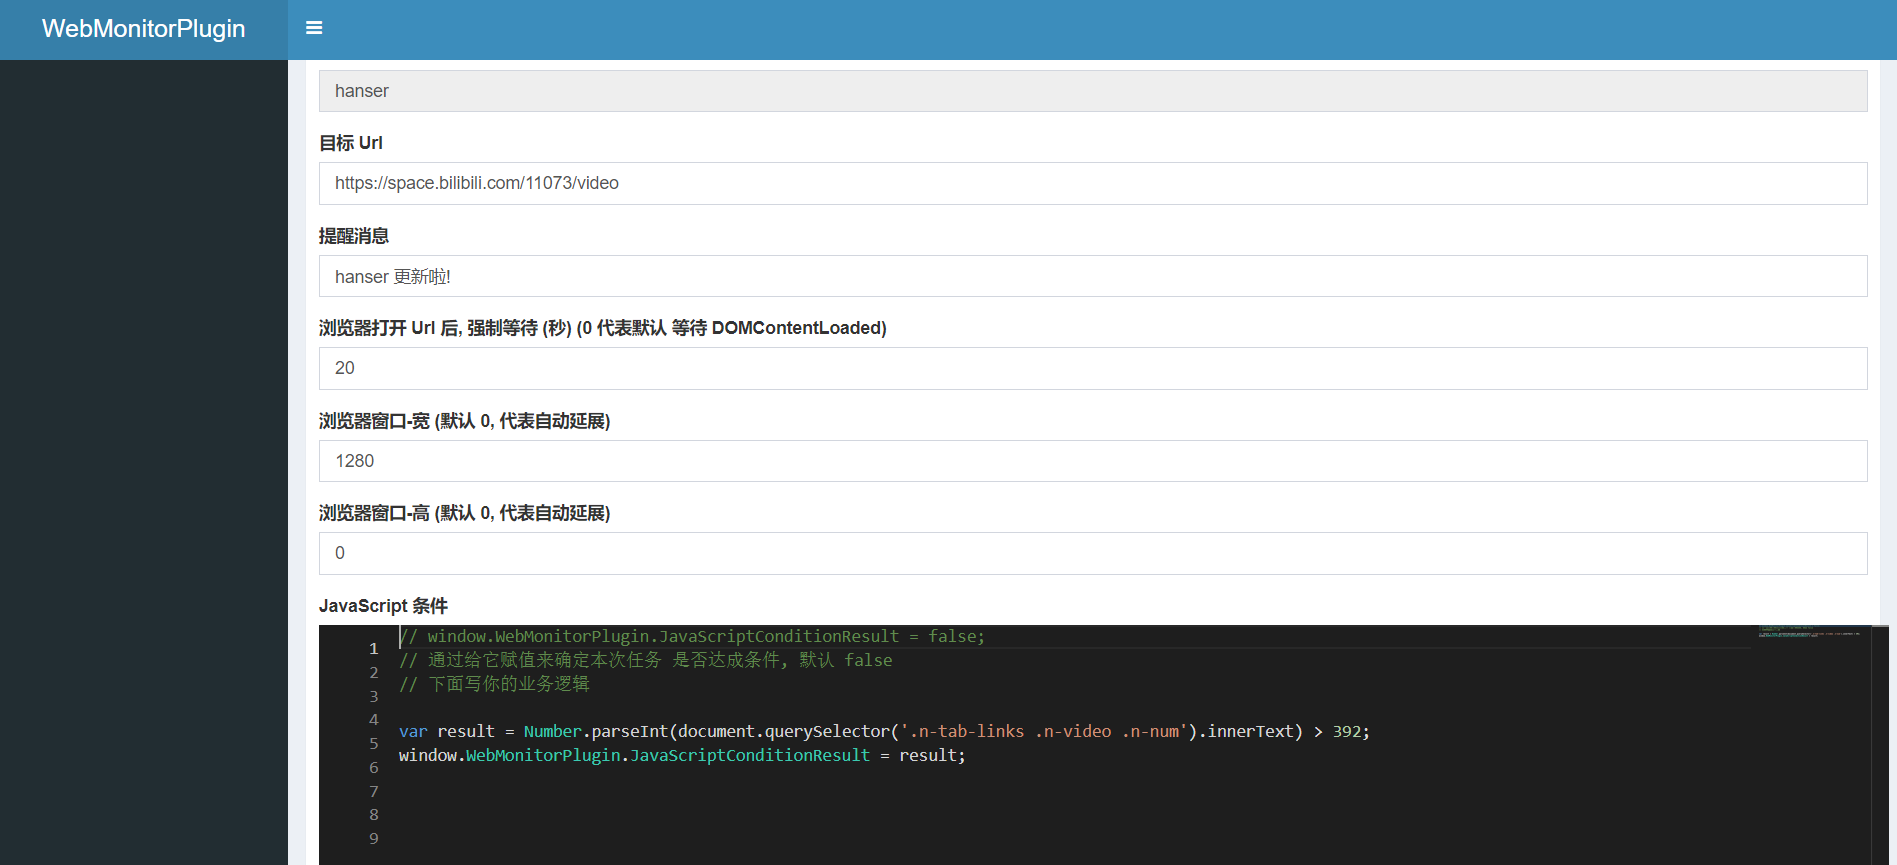 WebMonitorPlugin
hanser
目标 Url
https://space.bilibili.com/11073/video
提醒消息
hanser 更新啦!
浏览器打开 Url 后, 强制等待 (秒) (0 代表默认 等待 DOMContentLoaded)
20
浏览器窗口-宽 (默认 0, 代表自动延展)
1280
浏览器窗口-高 (默认 0, 代表自动延展)
0
JavaScript 条件
1 // window.WebMonitorPlugin.JavaScriptConditionResult = false;
2 // 通过给它赋值来确定本次任务 是否达成条件, 默认 false
3 // 下面写你的业务逻辑
4
5 var result = Number.parseInt(document.querySelector('.n-tab-links .n-video .n-num').innerText) > 392;
6 window.WebMonitorPlugin.JavaScriptConditionResult = result;
7
8
9